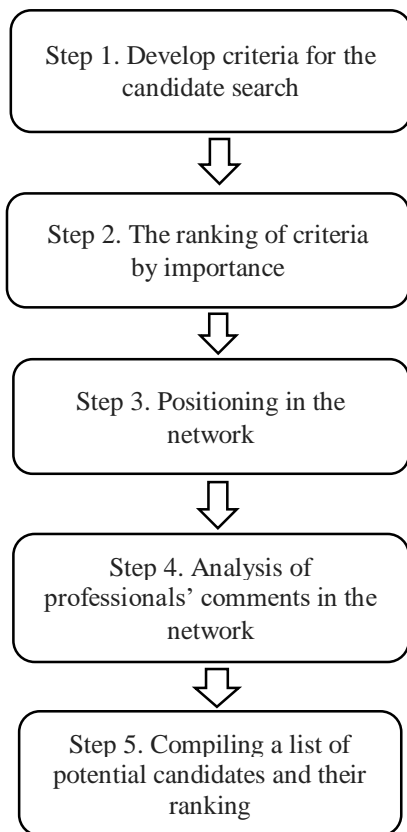 Step 1. Develop criteria for the
candidate search
Step 2. The ranking of criteria
by importance
Step 3. Positioning in the
network
Step 4. Analysis of
professionals’ comments in the
network
Step 5. Compiling a list of
potential candidates and their
ranking